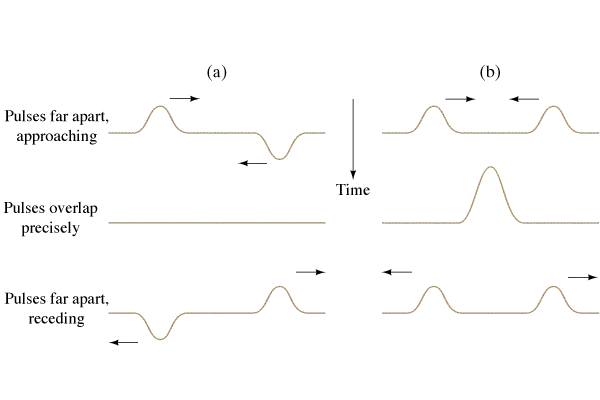 (a)
(b)
Pulses far apart,
approaching
Time
Pulses overlap
precisely
Pulses far apart,
receding